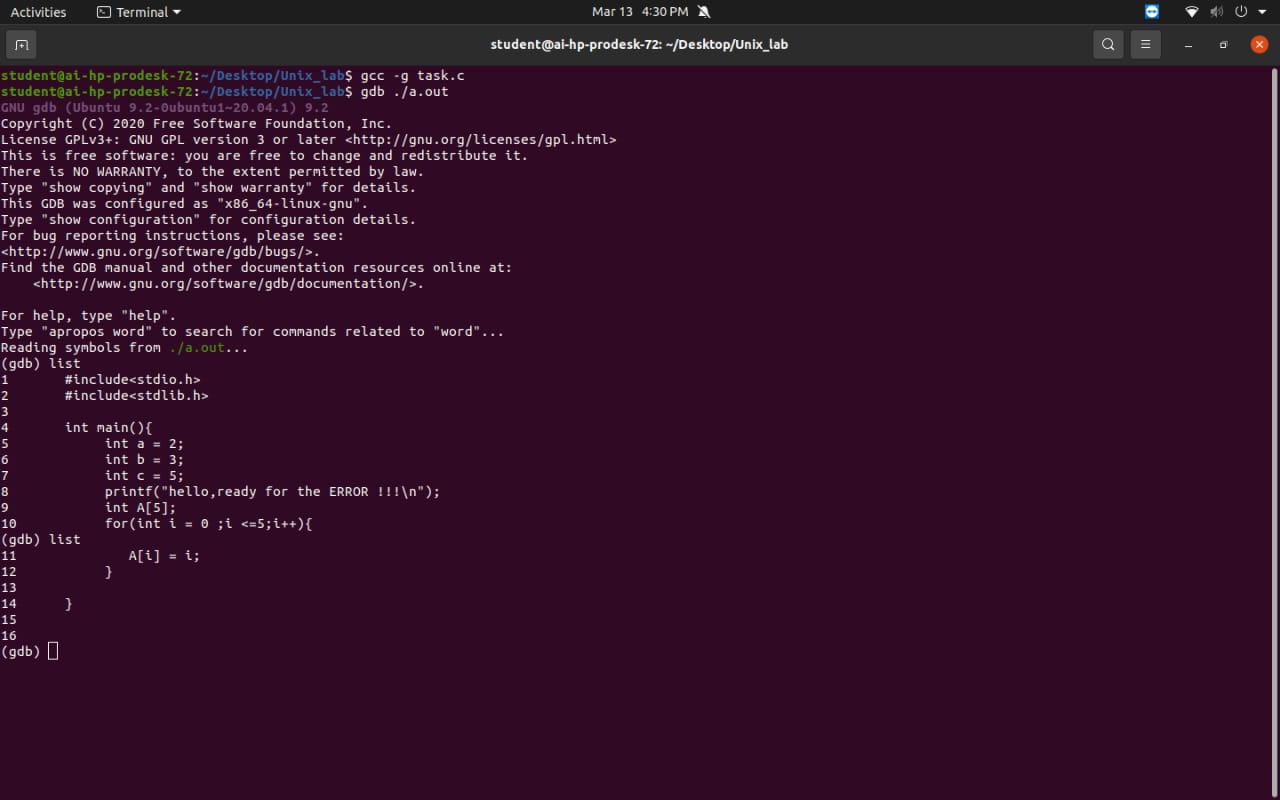 Activities Terminal Mar 13 4:30 PM
student@ai-hp-prodesk-72: ~/Desktop/Unix_lab
student@ai-hp-prodesk-72:~/Desktop/Unix_lab$ gcc -g task.c
student@ai-hp-prodesk-72:~/Desktop/Unix_lab$ gdb ./a.out
GNU gdb (Ubuntu 9.2-0ubuntu1~20.04.1) 9.2
Copyright (C) 2020 Free Software Foundation, Inc.
License GPLv3+: GNU GPL version 3 or later <http://gnu.org/licenses/gpl.html>
This is free software: you are free to change and redistribute it.
There is NO WARRANTY, to the extent permitted by law.
Type "show copying" and "show warranty" for details.
This GDB was configured as "x86_64-linux-gnu".
Type "show configuration" for configuration details.
For bug reporting instructions, please see:
<http://www.gnu.org/software/gdb/bugs/>.
Find the GDB manual and other documentation resources online at:
    <http://www.gnu.org/software/gdb/documentation/>.

For help, type "help".
Type "apropos word" to search for commands related to "word"...
Reading symbols from ./a.out...
(gdb) list
1       #include<stdio.h>
2       #include<stdlib.h>
3
4       int main(){
5            int a = 2;
6            int b = 3;
7            int c = 5;
8            printf("hello,ready for the ERROR !!!\n");
9            int A[5];
10           for(int i = 0 ;i <=5;i++){
(gdb) list
11              A[i] = i;
12           }
13
14      }
15
16
(gdb)